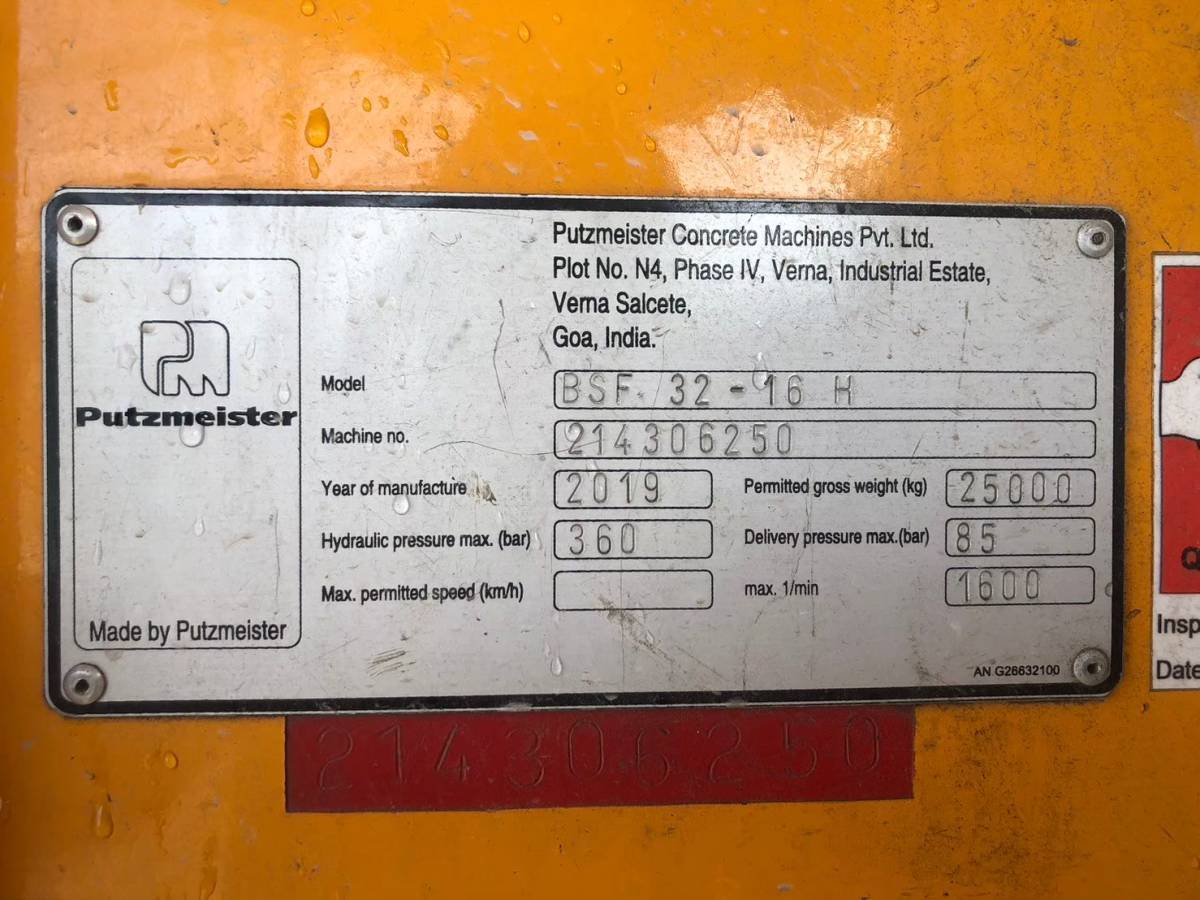 Putzmeister Concrete Machines Pvt. Ltd.
Plot No. N4, Phase IV, Verna, Industrial Estate,
Verna Salcete,
Goa, India.
Putzmeister
Made by Putzmeister
Model BSF 32-16 H
Machine no. 214306250
Year of manufacture 2019 Permitted gross weight (kg) 25000
Hydraulic pressure max. (bar) 360 Delivery pressure max.(bar) 85
Max. permitted speed (km/h) max. 1/min 1600
AN G26632100
214306250
Q
Insp
Date